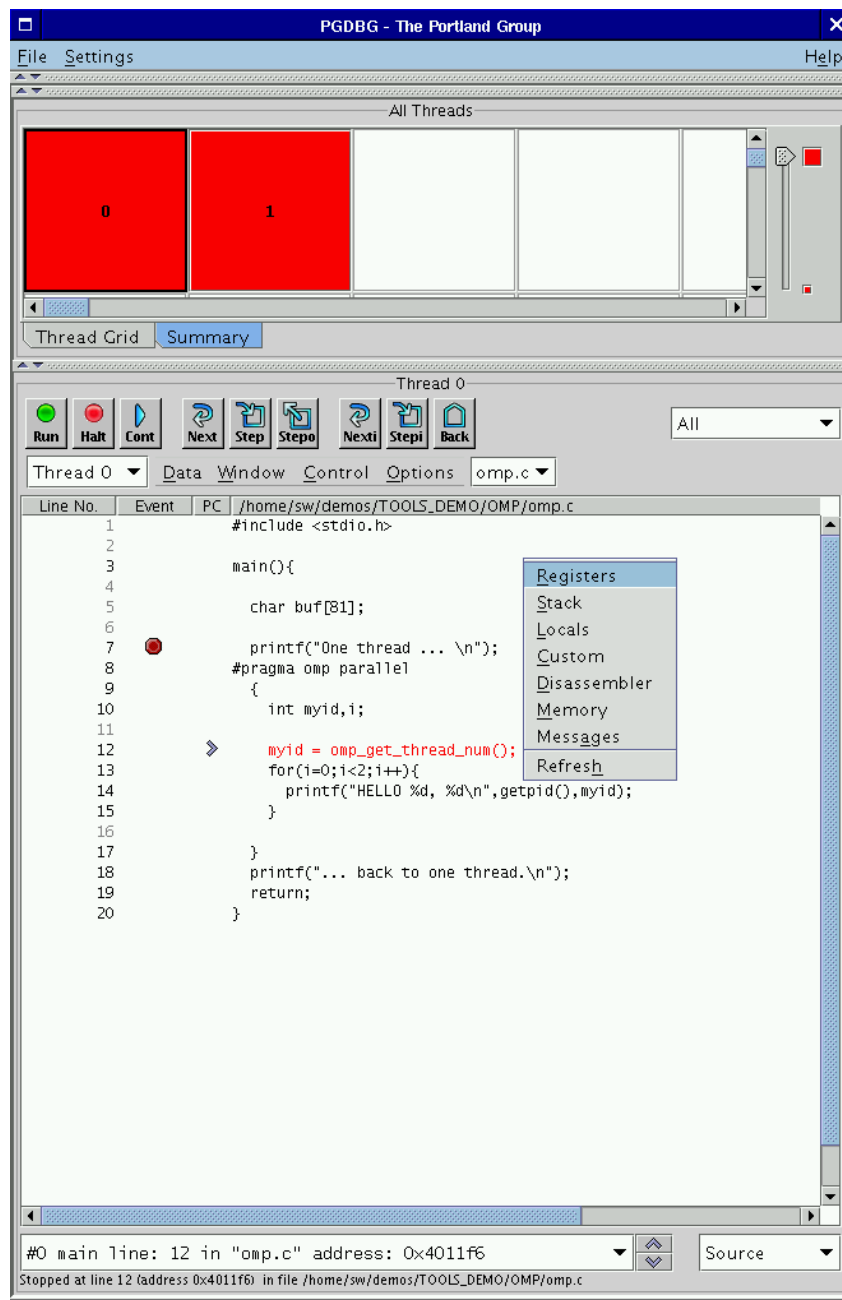 PGDBG - The Portland Group
File Settings Help
All Threads
0 1
Thread Grid Summary
Thread 0
Run Halt Cont Next Step Stepo Nexti Stepi Back All
Thread 0 Data Window Control Options omp.c
Line No. Event PC /home/sw/demos/TOOLS_DEMO/OMP/omp.c
1 #include <stdio.h>
2
3 main(){
4
5 char buf[81];
6
7 printf("One thread ... \n");
8 #pragma omp parallel
9 {
10 int myid,i;
11
12 myid = omp_get_thread_num();
13 for(i=0;i<2;i++){
14 printf("HELLO %d, %d\n",getpid(),myid);
15 }
16
17 }
18 printf("... back to one thread.\n");
19 return;
20 }
Registers
Stack
Locals
Custom
Disassembler
Memory
Messages
Refresh
#0 main line: 12 in "omp.c" address: 0x4011f6 Source
Stopped at line 12 (address 0x4011f6) in file /home/sw/demos/TOOLS_DEMO/OMP/omp.c